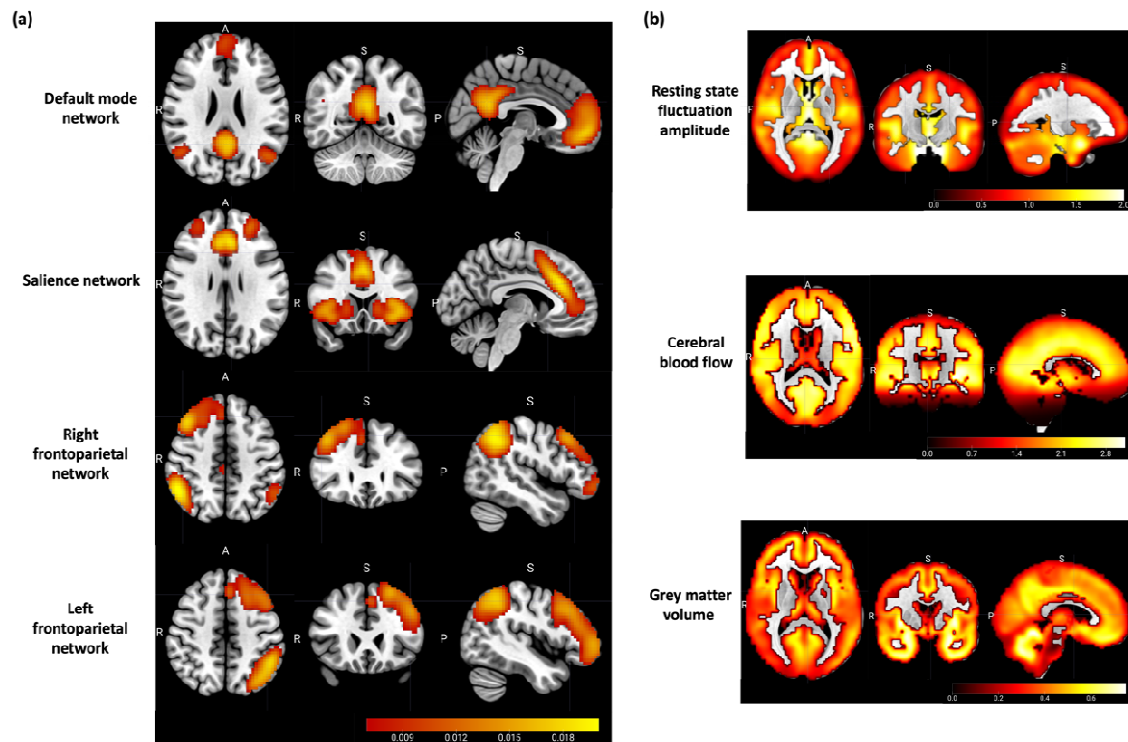 (a)
A
S
S
Default mode
network
R
R
P
A
S
S
Salience network
R
R
P
A
S
S
Right
frontoparietal
network
R
R
P
A
S
S
Left
frontoparietal
network
R
R
P
0.009 0.012 0.015 0.018
(b)
A
S
S
Resting state
fluctuation
amplitude
R
R
P
0.0 0.5 1.0 1.5 2.0
A
S
S
Cerebral
blood flow
R
R
P
0.0 0.7 1.4 2.1 2.8
A
S
S
Grey matter
volume
R
R
P
0.0 0.2 0.4 0.6